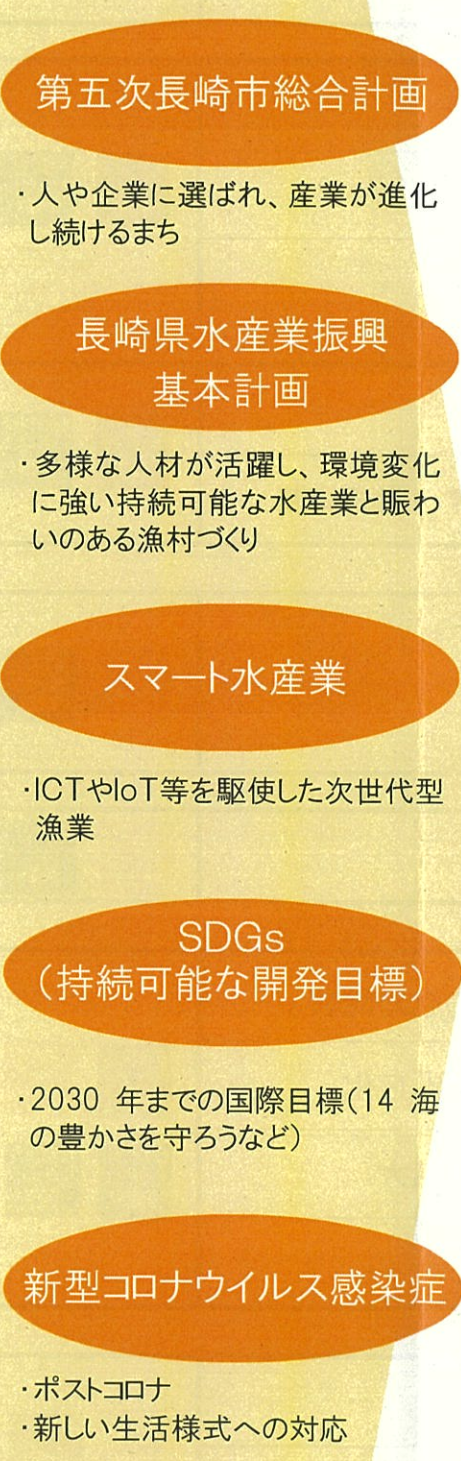 第五次長崎市総合計画
・人や企業に選ばれ、産業が進化
し続けるまち
長崎県水産業振興
基本計画
・多様な人材が活躍し、環境変化
に強い持続可能な水産業と賑わ
いのある漁村づくり
スマート水産業
・ICTやIoT等を駆使した次世代型
漁業
SDGs
（持続可能な開発目標）
・2030 年までの国際目標（14 海
の豊かさを守ろうなど）
新型コロナウイルス感染症
・ポストコロナ
・新しい生活様式への対応